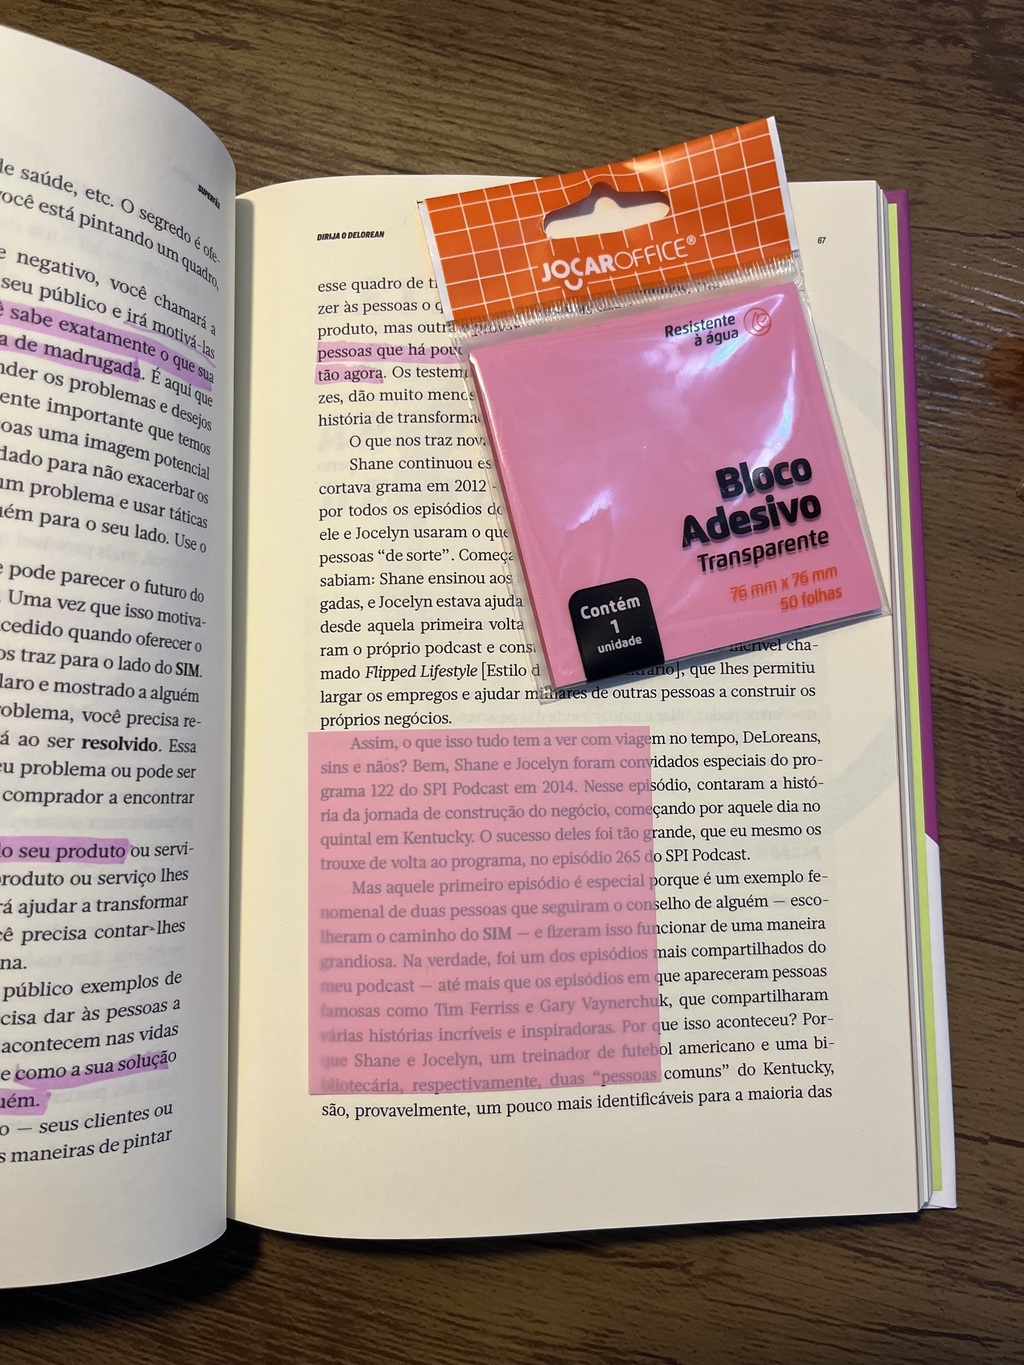 SUPERFÃS
de saúde, etc. O segredo é ofe-
você está pintando um quadro,
e negativo, você chamará a
seu público e irá motivá-las
ê sabe exatamente o que sua
a de madrugada. É aqui que
nder os problemas e desejos
ente importante que temos
oas uma imagem potencial
dado para não exacerbar os
um problema e usar táticas
uém para o seu lado. Use o
e pode parecer o futuro do
. Uma vez que isso motiva-
cedido quando oferecer o
os traz para o lado do SIM.
laro e mostrado a alguém
oblema, você precisa re-
á ao ser resolvido. Essa
eu problema ou pode ser
comprador a encontrar
lo seu produto ou servi-
roduto ou serviço lhes
rá ajudar a transformar
cê precisa contar-lhes
na.
público exemplos de
cisa dar às pessoas a
acontecem nas vidas
e como a sua solução
uém.
o — seus clientes ou
s maneiras de pintar
DIRIJA O DELOREAN
67
esse quadro de t
zer às pessoas o q
produto, mas outra
pessoas que há pouc
tão agora. Os testem
zes, dão muito menos
história de transforma
O que nos traz nov
Shane continuou es
cortava grama em 2012 -
por todos os episódios do
ele e Jocelyn usaram o que
pessoas “de sorte”. Começa
sabiam: Shane ensinou aos
gadas, e Jocelyn estava ajuda
desde aquela primeira volta
ram o próprio podcast e cons incrível cha-
mado Flipped Lifestyle [Estilo d rário], que lhes permitiu
largar os empregos e ajudar milhares de outras pessoas a construir os
próprios negócios.
Assim, o que isso tudo tem a ver com viagem no tempo, DeLoreans,
sins e nãos? Bem, Shane e Jocelyn foram convidados especiais do pro-
grama 122 do SPI Podcast em 2014. Nesse episódio, contaram a histó-
ria da jornada de construção do negócio, começando por aquele dia no
quintal em Kentucky. O sucesso deles foi tão grande, que eu mesmo os
trouxe de volta ao programa, no episódio 265 do SPI Podcast.
Mas aquele primeiro episódio é especial porque é um exemplo fe-
nomenal de duas pessoas que seguiram o conselho de alguém — esco-
lheram o caminho do SIM — e fizeram isso funcionar de uma maneira
grandiosa. Na verdade, foi um dos episódios mais compartilhados do
meu podcast — até mais que os episódios em que apareceram pessoas
famosas como Tim Ferriss e Gary Vaynerchuk, que compartilharam
várias histórias incríveis e inspiradoras. Por que isso aconteceu? Por-
que Shane e Jocelyn, um treinador de futebol americano e uma bi-
bliotecária, respectivamente, duas “pessoas comuns” do Kentucky,
são, provavelmente, um pouco mais identificáveis para a maioria das
JOCAROFFICE®
Resistente
à água
Bloco
Adesivo
Transparente
76 mm x 76 mm
50 folhas
Contém
1
unidade